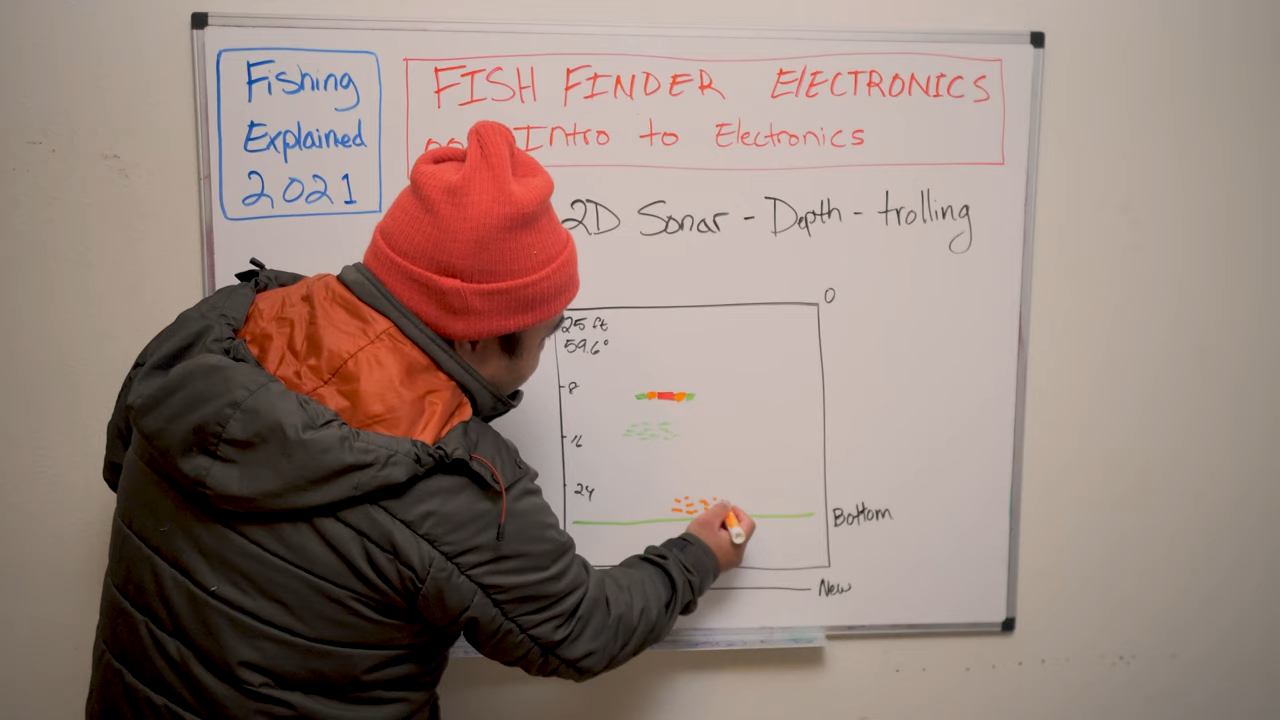 Fishing
Explained
2021
FISH FINDER ElECTRONICS
Intro to Electronics
2D Sonar - Depth - trolling
0
25 ft
59.6°
8
16
24
Bottom
New